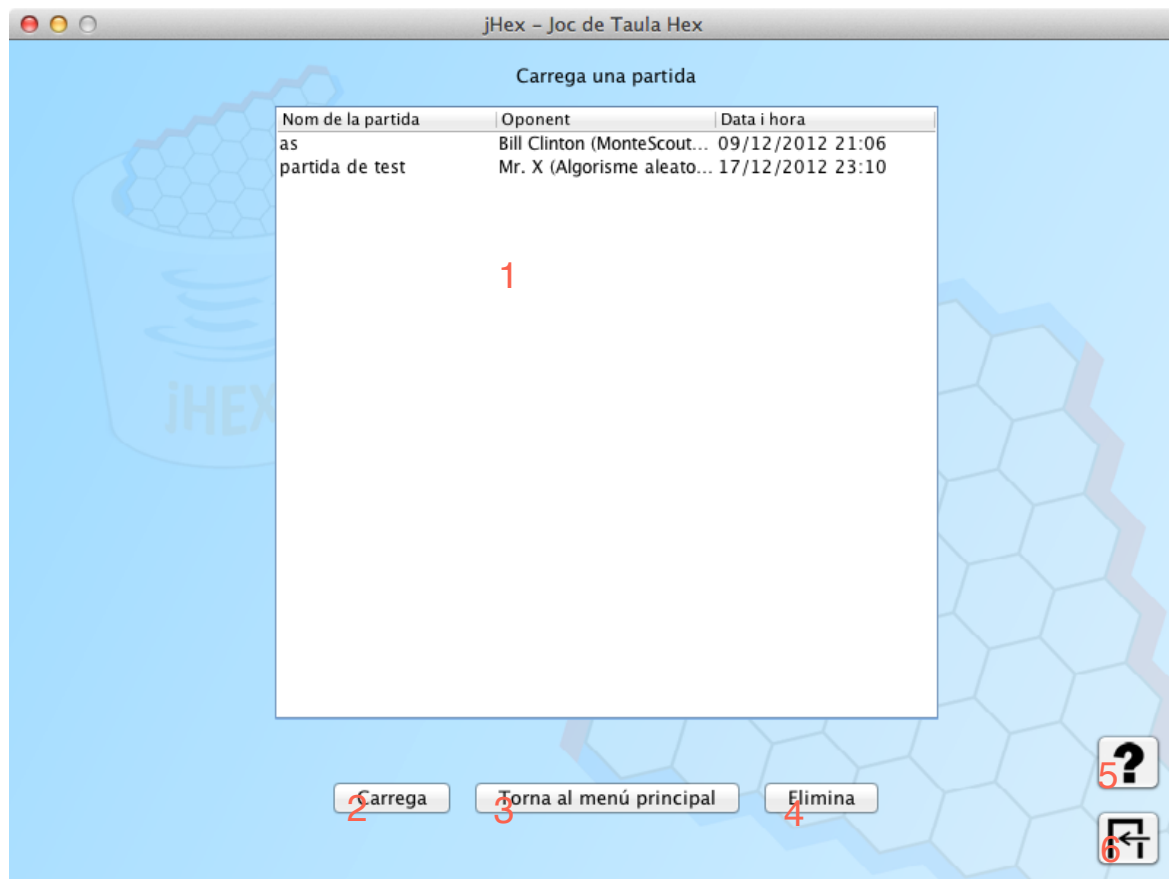 jHex – Joc de Taula Hex
Carrega una partida
Nom de la partida Oponent Data i hora
as Bill Clinton (MonteScout... 09/12/2012 21:06
partida de test Mr. X (Algorisme aleato... 17/12/2012 23:10
1
jHEX
5 ?
2 Carrega 3 Torna al menú principal 4 Elimina
6